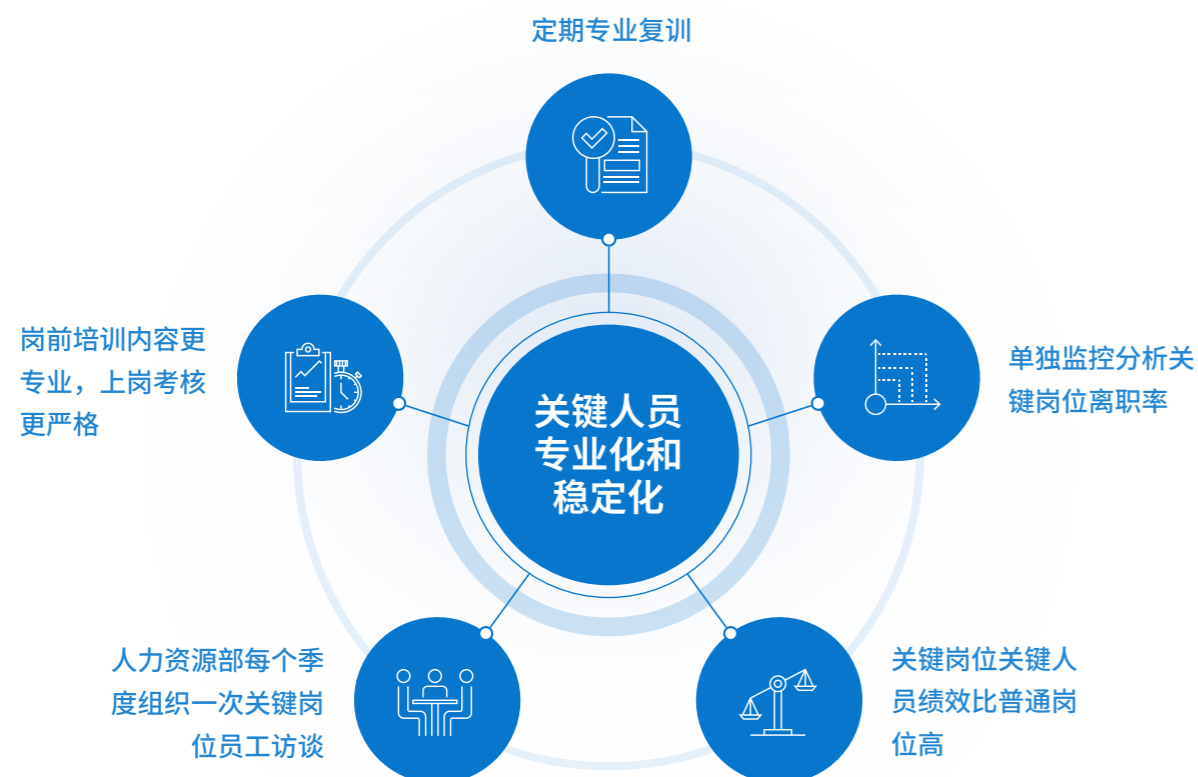 定期专业复训
岗前培训内容更
专业，上岗考核
更严格
单独监控分析关
键岗位离职率
关键人员
专业化和
稳定化
人力资源部每个季
度组织一次关键岗
位员工访谈
关键岗位关键人
员绩效比普通岗
位高